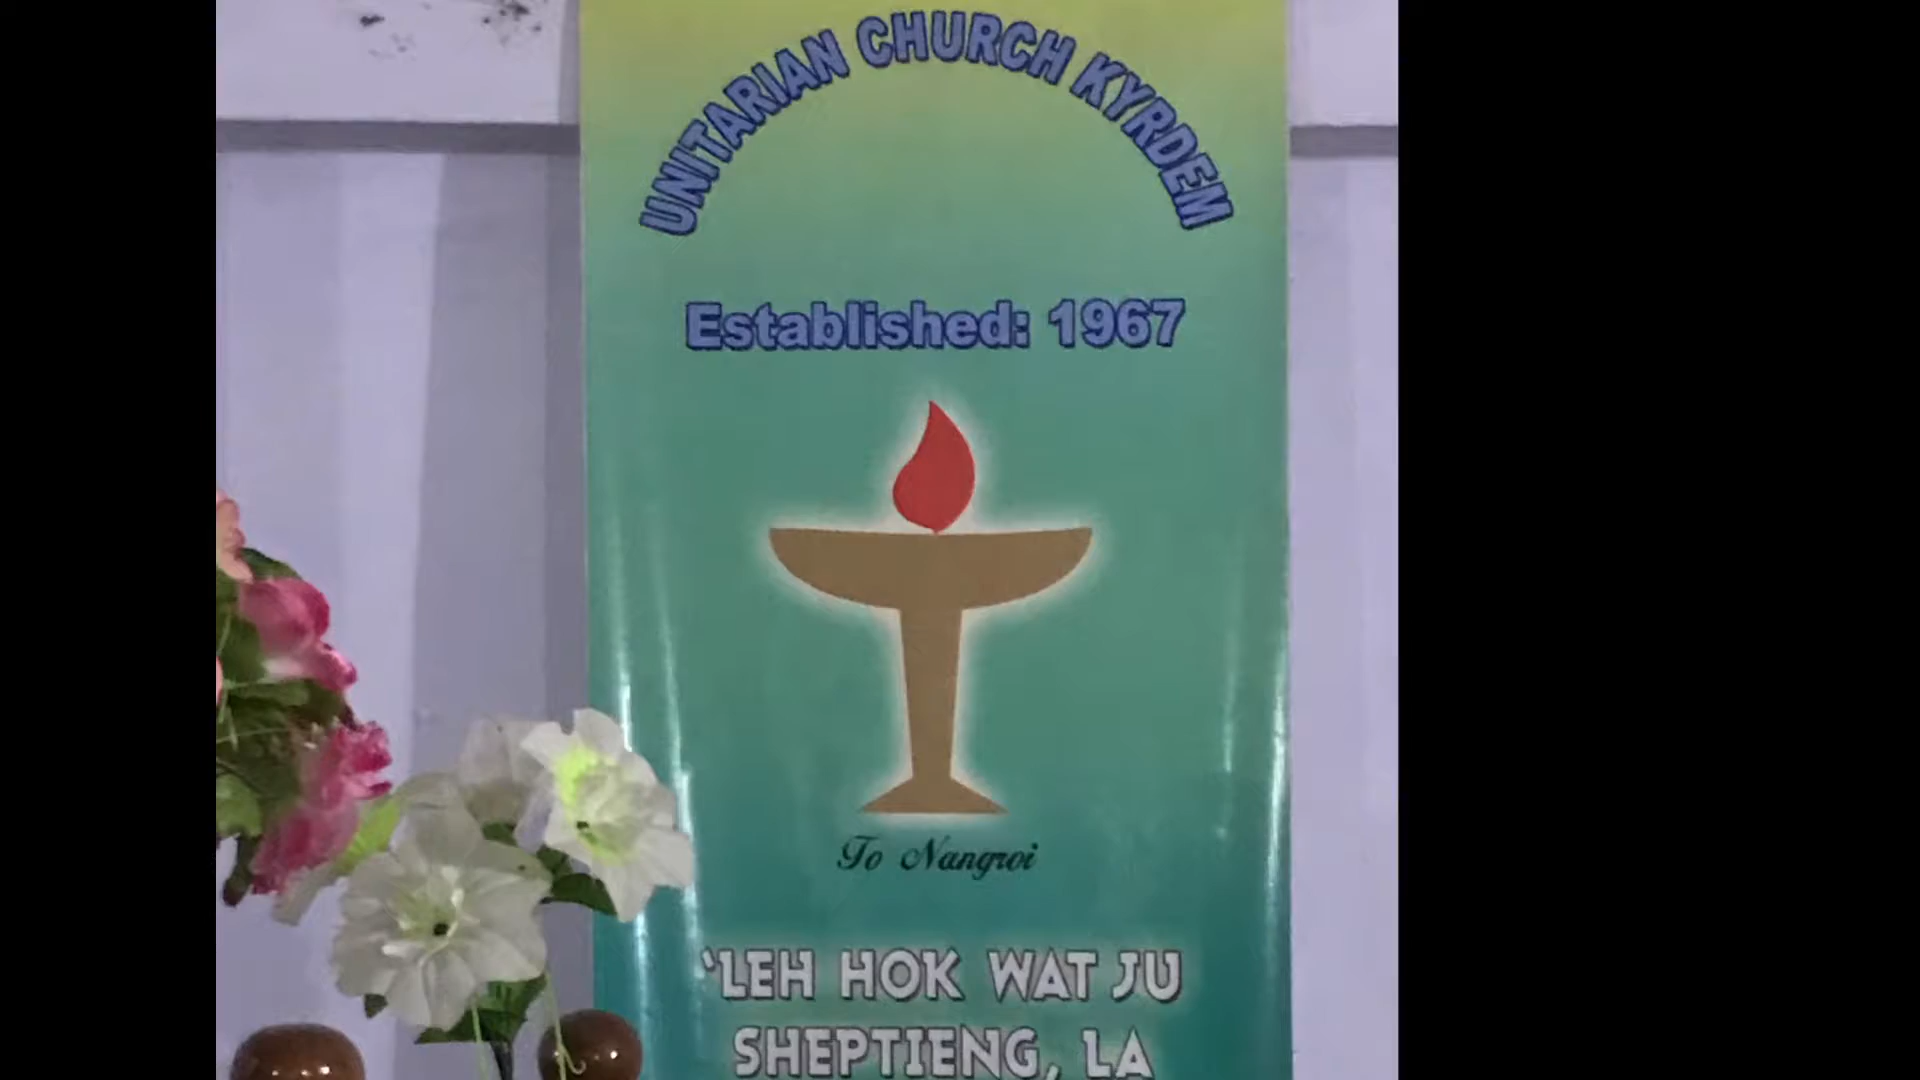 UNITARIAN CHURCH KYRDEM
Established: 1967
To Nangroi
'LEH HOK WAT JU
SHEPTIENG, LA